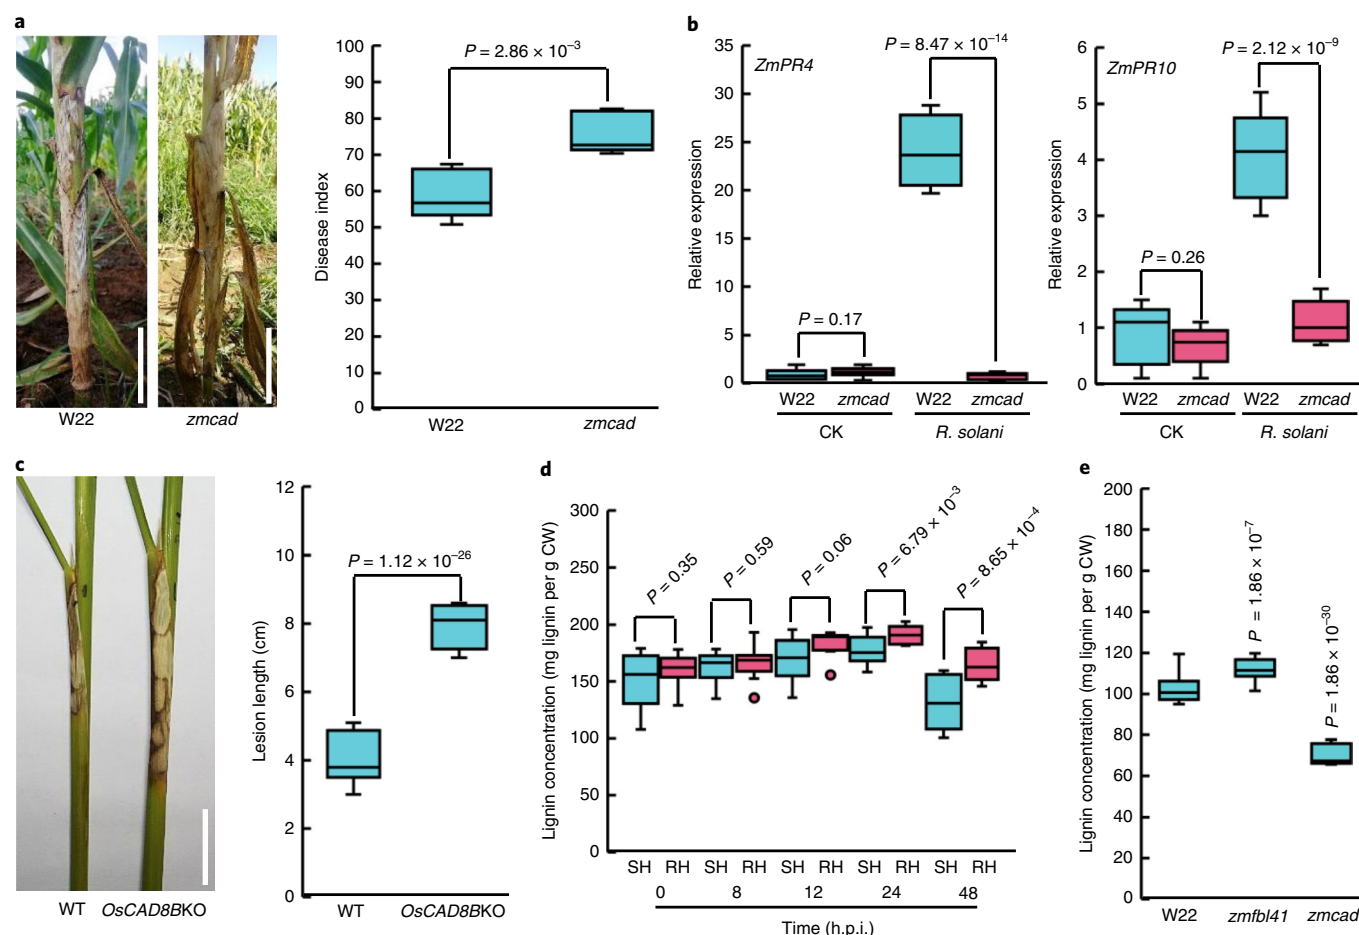 a
W22
zmcad
Disease index
100
90
80
70
60
50
40
30
20
10
0
P = 2.86 × 10⁻³
W22
zmcad
b
Relative expression
35
30
25
20
15
10
5
0
ZmPR4
P = 8.47 × 10⁻¹⁴
P = 0.17
W22 zmcad W22 zmcad
CK R. solani
Relative expression
6
5
4
3
2
1
0
ZmPR10
P = 2.12 × 10⁻⁹
P = 0.26
W22 zmcad W22 zmcad
CK R. solani
c
WT OsCAD8BKO
Lesion length (cm)
12
10
8
6
4
2
0
P = 1.12 × 10⁻²⁶
WT OsCAD8BKO
d
Lignin concentration (mg lignin per g CW)
300
250
200
150
100
50
0
P = 0.35
P = 0.59
P = 0.06
P = 6.79 × 10⁻³
P = 8.65 × 10⁻⁴
SH RH SH RH SH RH SH RH SH RH
0 8 12 24 48
Time (h.p.i.)
e
Lignin concentration (mg lignin per g CW)
200
180
160
140
120
100
80
60
40
20
0
P = 1.86 × 10⁻⁷
P = 1.86 × 10⁻³⁰
W22 zmfbl41 zmcad